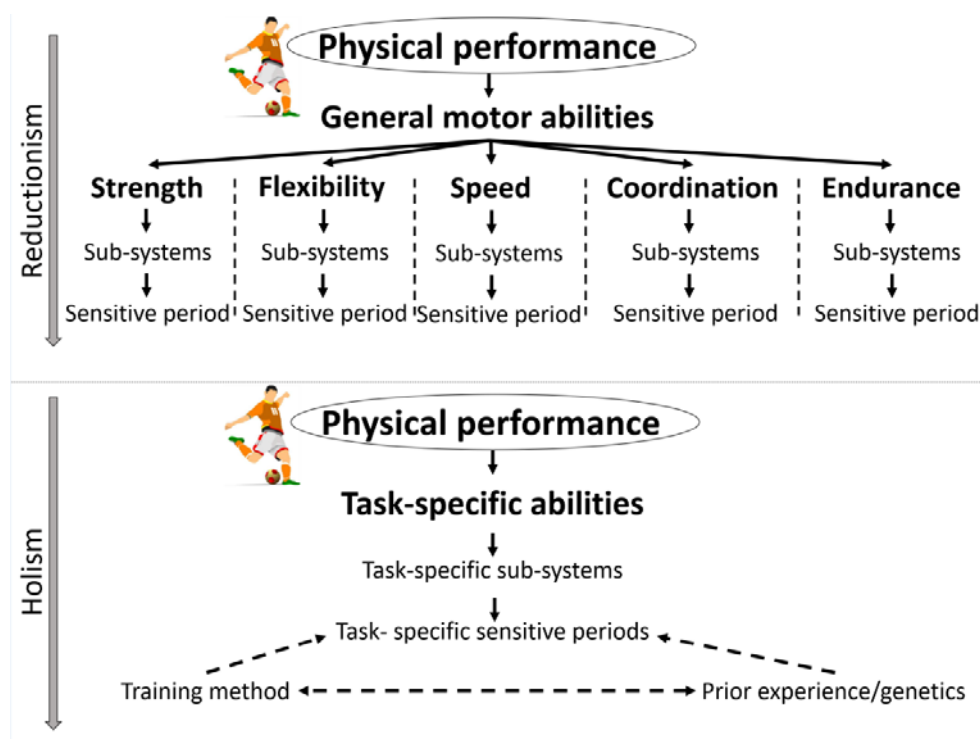 Reductionism
Physical performance
General motor abilities
Strength Flexibility Speed Coordination Endurance
Sub-systems Sub-systems Sub-systems Sub-systems Sub-systems
Sensitive period Sensitive period Sensitive period Sensitive period Sensitive period
Holism
Physical performance
Task-specific abilities
Task-specific sub-systems
Task- specific sensitive periods
Training method Prior experience/genetics